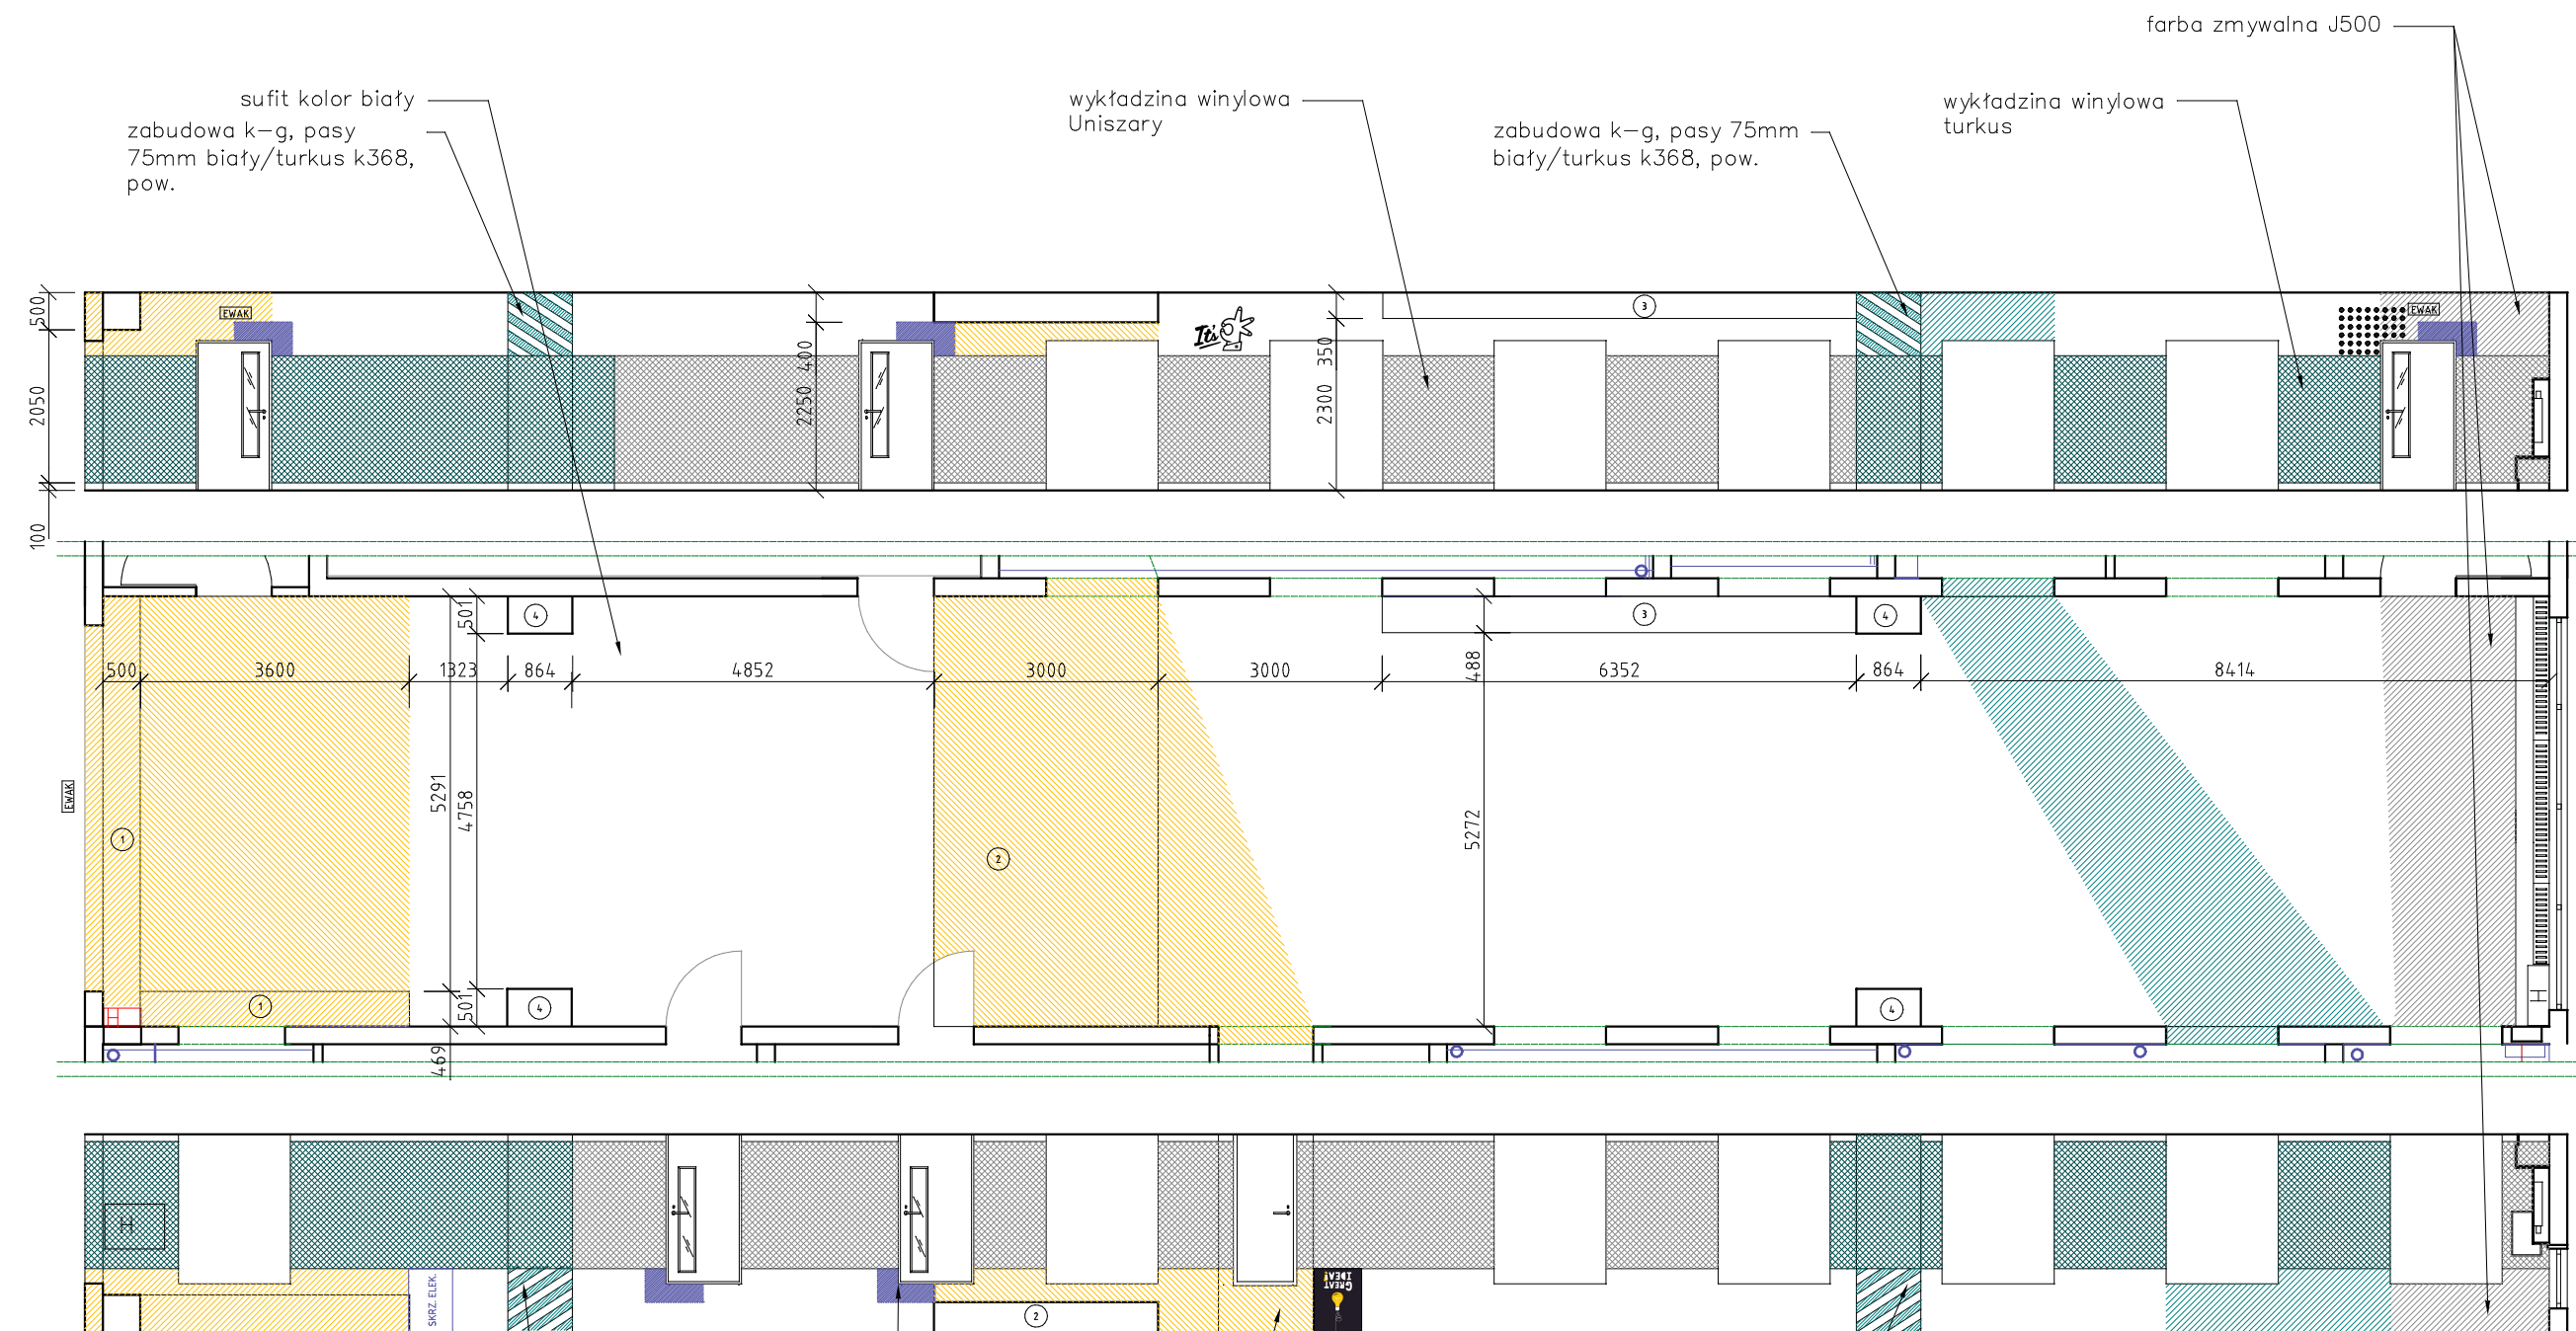 farba zmywalna J500
sufit kolor biały
zabudowa k-g, pasy
75mm biały/turkus k368,
pow.
wykładzina winylowa
Uniszary
zabudowa k-g, pasy 75mm
biały/turkus k368, pow.
wykładzina winylowa
turkus
500
2050
100
EWAK
400
2250
It's
350
2300
3
EWAK
4
3
4
501
500
3600
1323
864
4852
3000
3000
488
6352
864
8414
EWAK
5291
4758
5272
1
2
1
501
4
4
H
H
469
H
SKRZ. ELEK.
2
GREAT
IDEA!